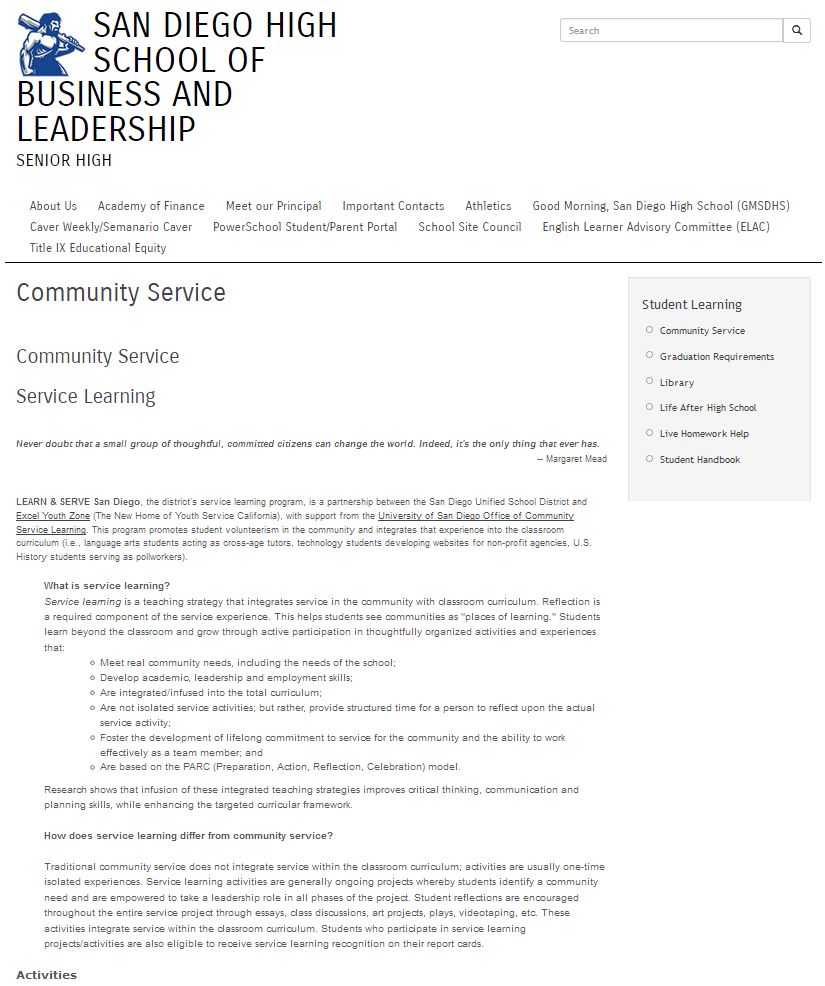 SAN DIEGO HIGH
SCHOOL OF
BUSINESS AND
LEADERSHIP
SENIOR HIGH
Search
About Us Academy of Finance Meet our Principal Important Contacts Athletics Good Morning, San Diego High School (GMSDHS)
Caver Weekly/Semanario Caver PowerSchool Student/Parent Portal School Site Council English Learner Advisory Committee (ELAC)
Title IX Educational Equity
Community Service
Community Service
Service Learning
Never doubt that a small group of thoughtful, committed citizens can change the world. Indeed, it's the only thing that ever has.
-- Margaret Mead
LEARN & SERVE San Diego, the district's service learning program, is a partnership between the San Diego Unified School District and
Excel Youth Zone (The New Home of Youth Service California), with support from the University of San Diego Office of Community
Service Learning. This program promotes student volunteerism in the community and integrates that experience into the classroom
curriculum (i.e., language arts students acting as cross-age tutors, technology students developing websites for non-profit agencies, U.S.
History students serving as pollworkers).
What is service learning?
Service learning is a teaching strategy that integrates service in the community with classroom curriculum. Reflection is
a required component of the service experience. This helps students see communities as "places of learning." Students
learn beyond the classroom and grow through active participation in thoughtfully organized activities and experiences
that:
Meet real community needs, including the needs of the school;
Develop academic, leadership and employment skills;
Are integrated/infused into the total curriculum;
Are not isolated service activities; but rather, provide structured time for a person to reflect upon the actual
service activity;
Foster the development of lifelong commitment to service for the community and the ability to work
effectively as a team member; and
Are based on the PARC (Preparation, Action, Reflection, Celebration) model.
Research shows that infusion of these integrated teaching strategies improves critical thinking, communication and
planning skills, while enhancing the targeted curricular framework.
How does service learning differ from community service?
Traditional community service does not integrate service within the classroom curriculum; activities are usually one-time
isolated experiences. Service learning activities are generally ongoing projects whereby students identify a community
need and are empowered to take a leadership role in all phases of the project. Student reflections are encouraged
throughout the entire service project through essays, class discussions, art projects, plays, videotaping, etc. These
activities integrate service within the classroom curriculum. Students who participate in service learning
projects/activities are also eligible to receive service learning recognition on their report cards.
Activities
Student Learning
Community Service
Graduation Requirements
Library
Life After High School
Live Homework Help
Student Handbook